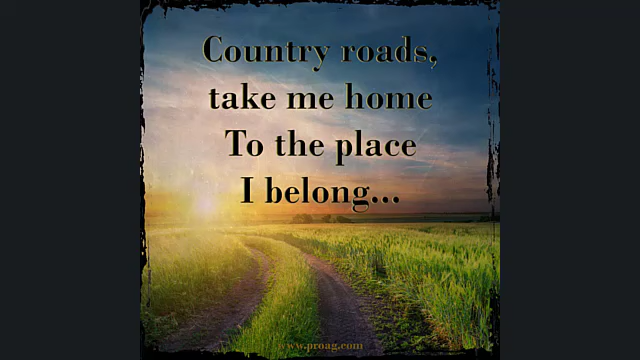 Country roads,
take me home
To the place
I belong...
www.proag.com